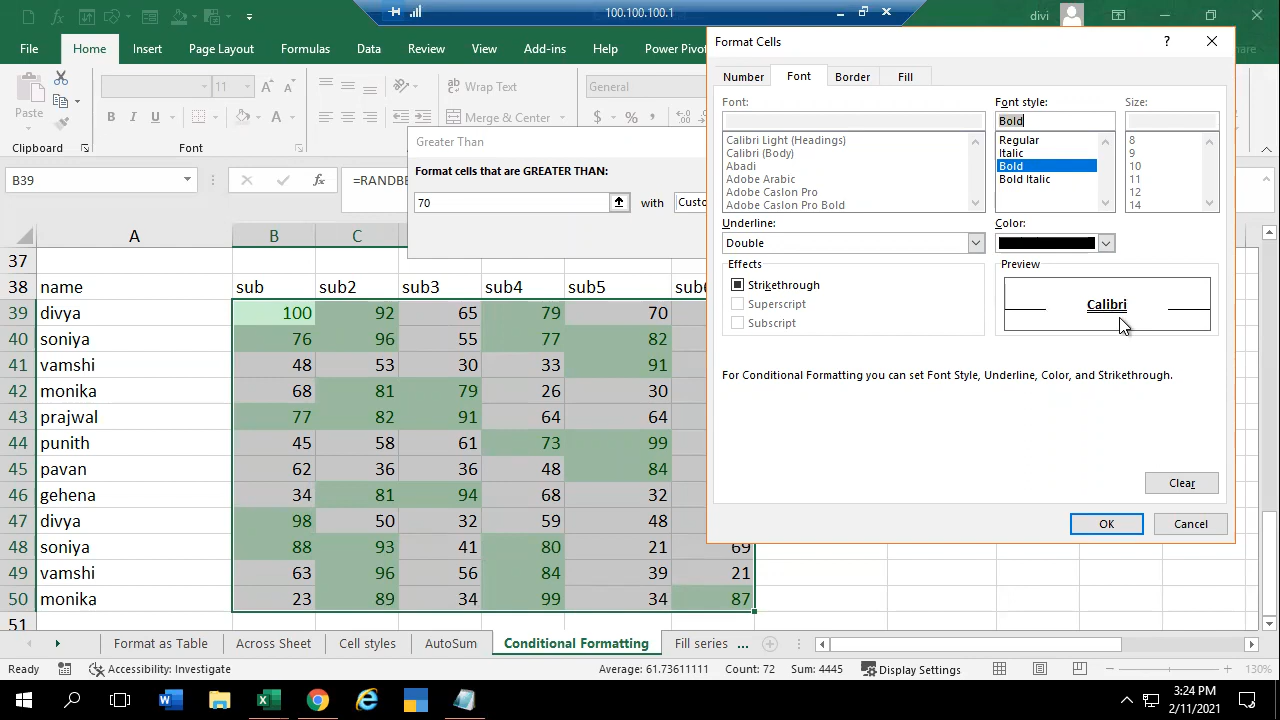 100.100.100.1
divi
File Home Insert Page Layout Formulas Data Review View Add-ins Help Power Pivot
11 A A
Wrap Text
General
Paste
B I U
Merge & Center
$ %
Clipboard
Font
B39
fx =RANDBE
Greater Than
Format cells that are GREATER THAN:
70 with Custo
Format Cells
? ×
Number Font Border Fill
Font: Font style: Size:
Bold
Calibri Light (Headings) Regular 8
Calibri (Body) Italic 9
Abadi Bold 10
Adobe Arabic Bold Italic 11
Adobe Caslon Pro 12
Adobe Caslon Pro Bold 14
Underline: Color:
Double
Effects Preview
Strikethrough
Superscript
Subscript
Calibri
For Conditional Formatting you can set Font Style, Underline, Color, and Strikethrough.
Clear
OK Cancel
A B C
37
38 name sub sub2 sub3 sub4 sub5 sub6
39 divya 100 92 65 79 70
40 soniya 76 96 55 77 82
41 vamshi 48 53 30 33 91
42 monika 68 81 79 26 30
43 prajwal 77 82 91 64 64
44 punith 45 58 61 73 99
45 pavan 62 36 36 48 84
46 gehena 34 81 94 68 32
47 divya 98 50 32 59 48
48 soniya 88 93 41 80 21 69
49 vamshi 63 96 56 84 39 21
50 monika 23 89 34 99 34 87
51
Format as Table Across Sheet Cell styles AutoSum Conditional Formatting Fill series ...
Ready Accessibility: Investigate Average: 61.73611111 Count: 72 Sum: 4445 Display Settings 130%
3:24 PM
2/11/2021